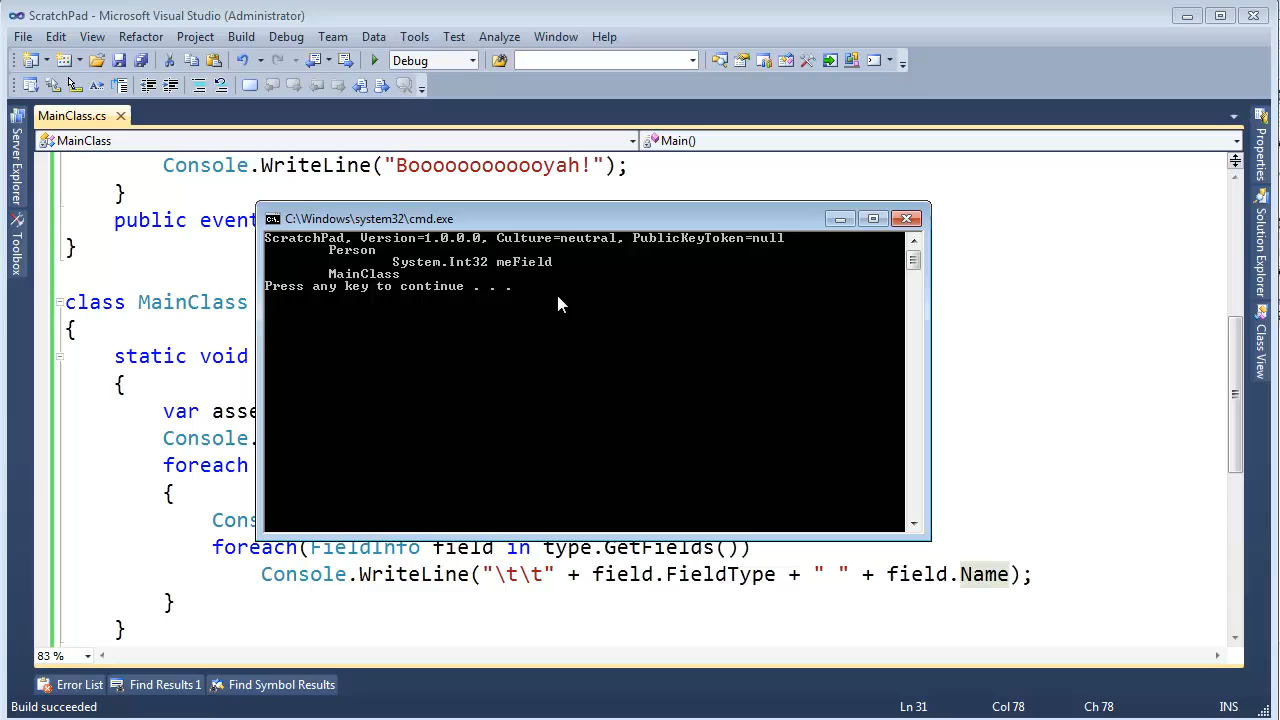 ScratchPad - Microsoft Visual Studio (Administrator)
File Edit View Refactor Project Build Debug Team Data Tools Test Analyze Window Help
Debug
MainClass.cs
MainClass Main()
Console.WriteLine("Boooooooooooyah!");
}
public event
}
class MainClass
{
static void
{
var asse
Console.
foreach
{
Cons
foreach(FieldInfo field in type.GetFields())
Console.WriteLine("\t\t" + field.FieldType + " " + field.Name);
}
}
C:\Windows\system32\cmd.exe
ScratchPad, Version=1.0.0.0, Culture=neutral, PublicKeyToken=null
Person
System.Int32 meField
MainClass
Press any key to continue . . .
Server Explorer
Toolbox
Properties
Solution Explorer
Class View
83 %
Error List Find Results 1 Find Symbol Results
Build succeeded Ln 31 Col 78 Ch 78 INS